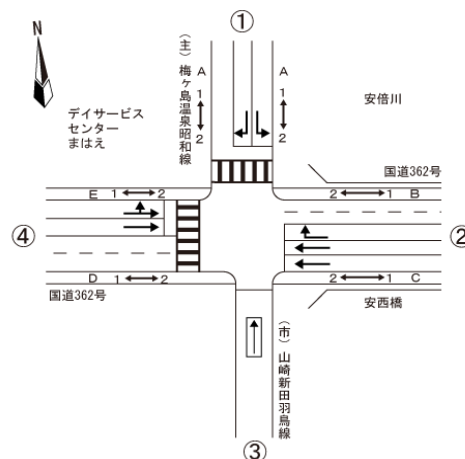 ①
N
(主)梅ヶ島温泉昭和線
A
1
2
A
1
2
デイサービス
センター
まはえ
安倍川
国道362号
E 1 2
2 1 B
④
②
D 1 2
2 1 C
国道362号
安西橋
(市)山崎新田羽鳥線
③